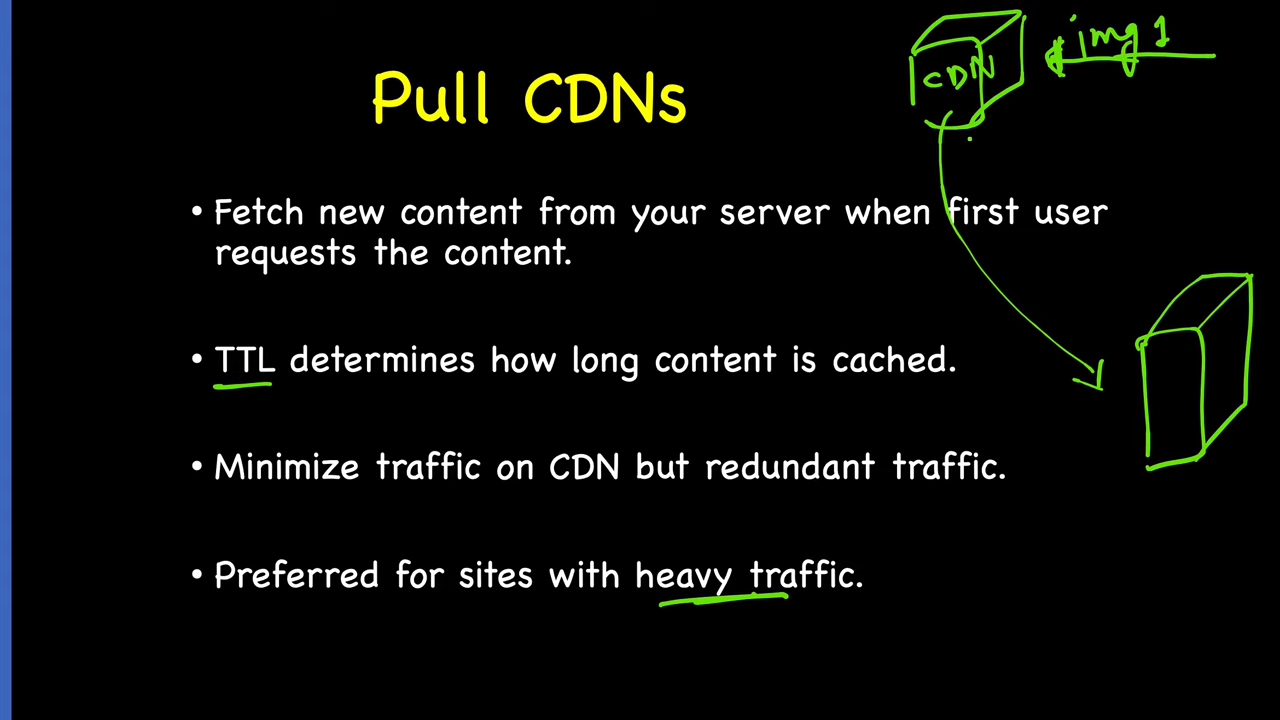 Pull CDNs
CDN
img 1
• Fetch new content from your server when first user
requests the content.
• TTL determines how long content is cached.
• Minimize traffic on CDN but redundant traffic.
• Preferred for sites with heavy traffic.